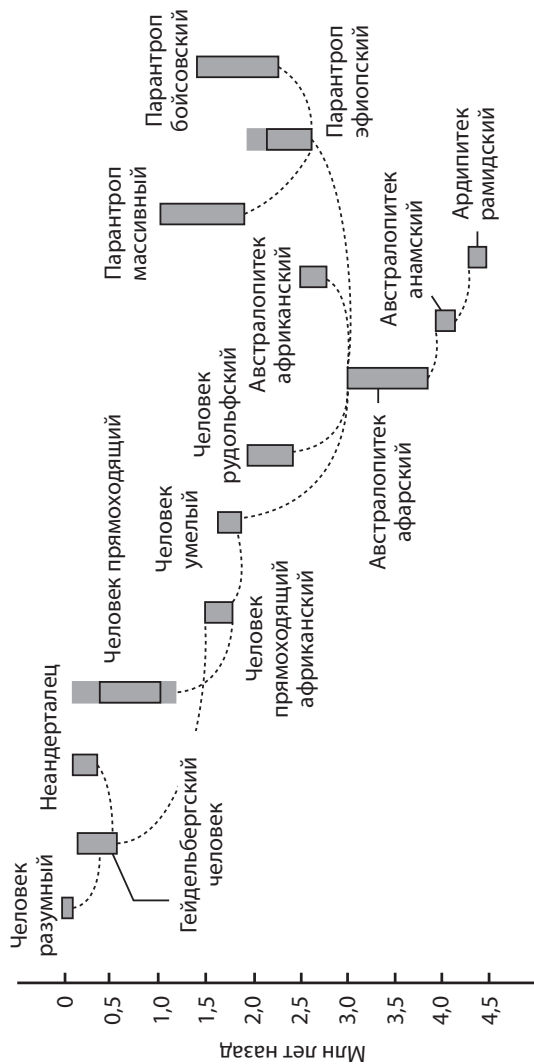 Человек
разумный
Неандерталец
Гейдельбергский
человек
Человек прямоходящий
Человек
прямоходящий
африканский
Человек
умелый
Человек
рудольфский
Австралопитек
африканский
Парантроп
массивный
Парантроп
бойсовский
Парантроп
эфиопский
Австралопитек
афарский
Австралопитек
анамский
Ардипитек
рамидский
0
0,5
1,0
1,5
2,0
2,5
3,0
3,5
4,0
4,5
Млн лет назад